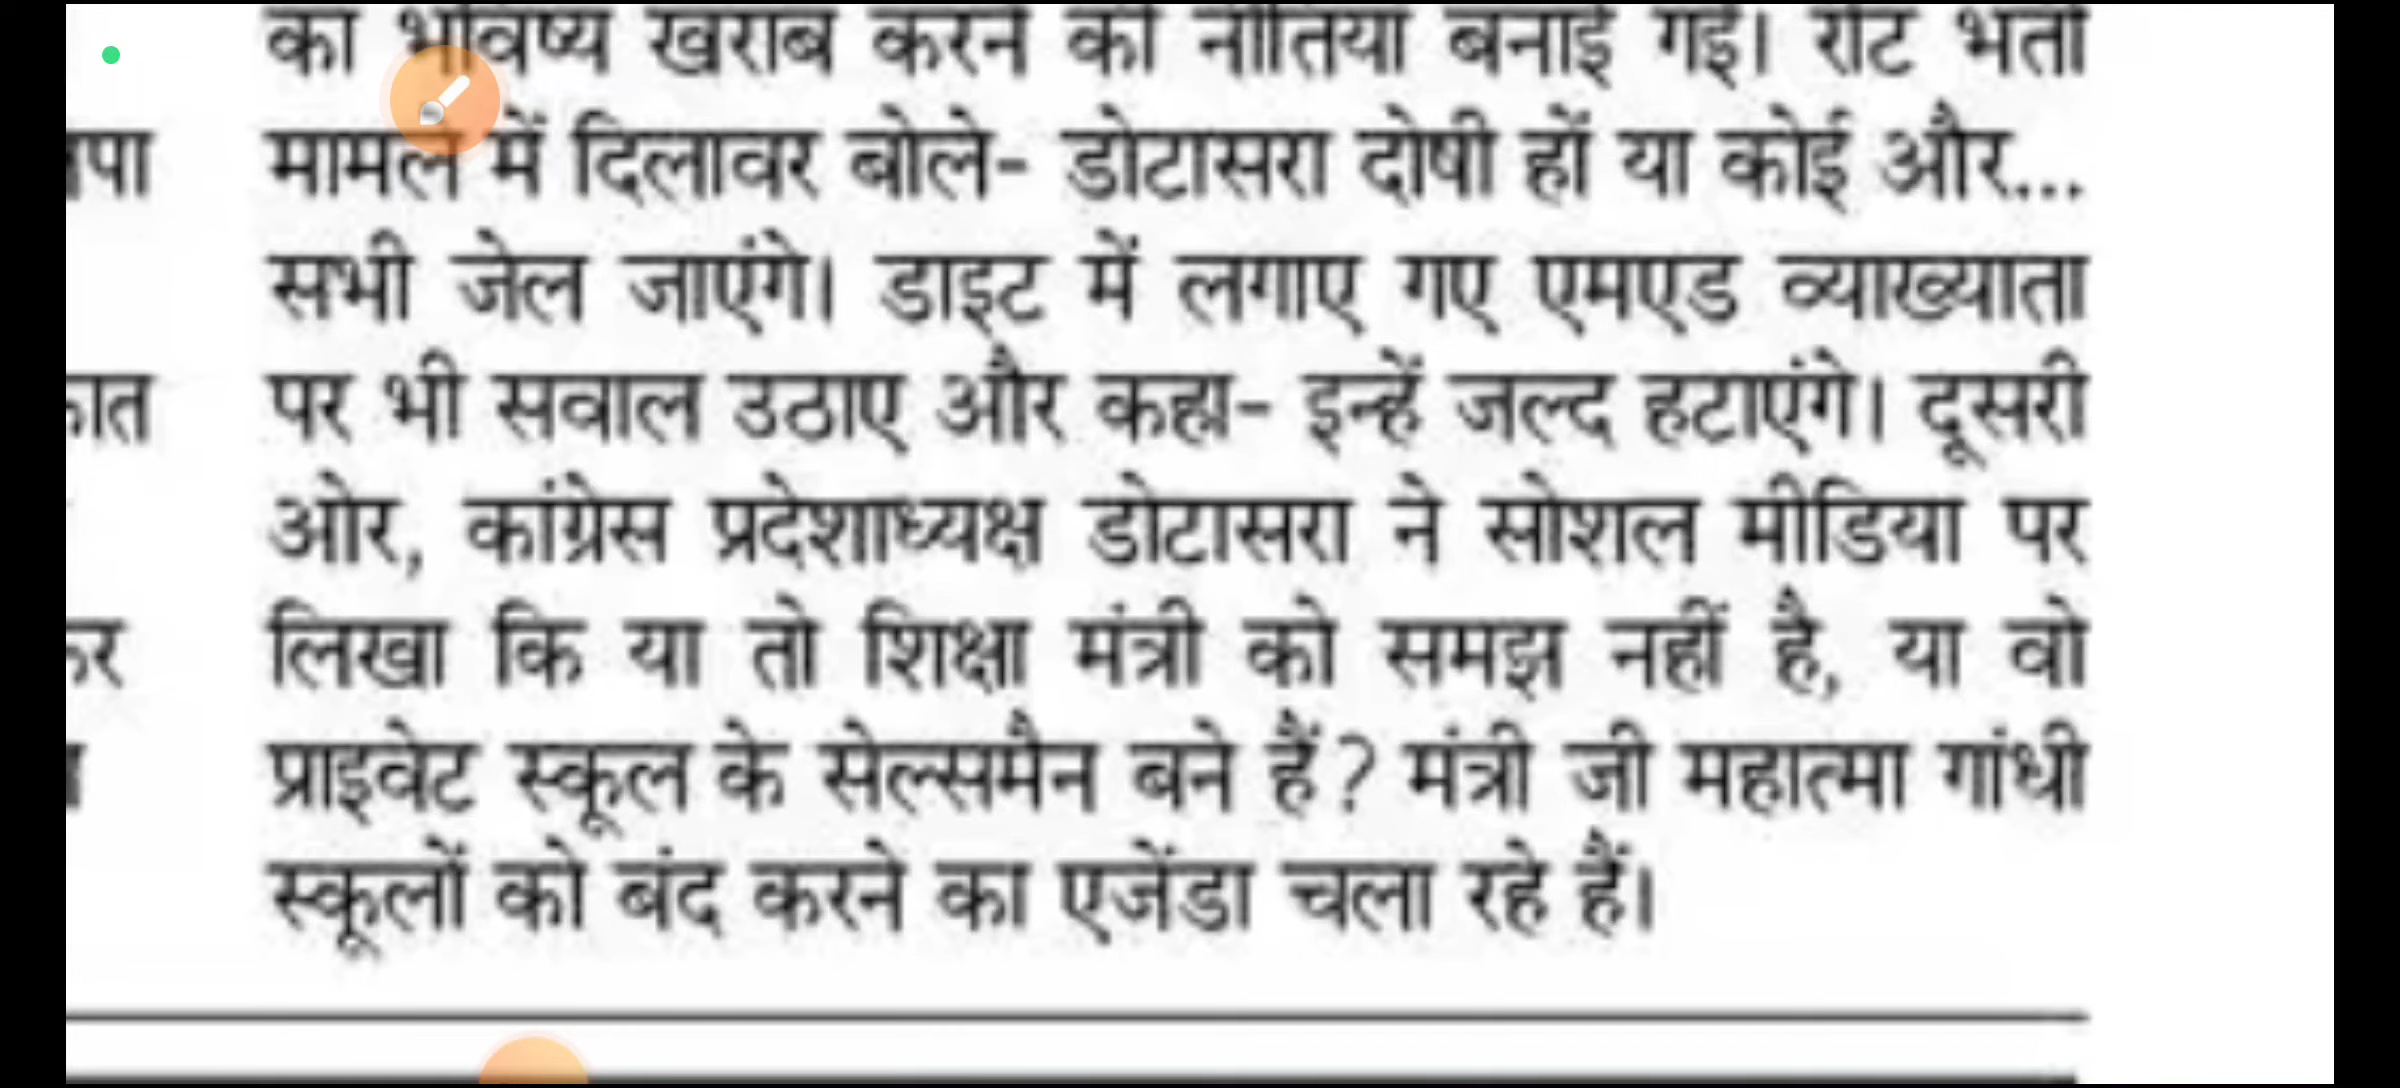 का भविष्य खराब करने की नीतियां बनाई गईं। रीट भर्ती
मामले में दिलावर बोले- डोटासरा दोषी हों या कोई और...
सभी जेल जाएंगे। डाइट में लगाए गए एमएड व्याख्याता
पर भी सवाल उठाए और कहा- इन्हें जल्द हटाएंगे। दूसरी
ओर, कांग्रेस प्रदेशाध्यक्ष डोटासरा ने सोशल मीडिया पर
लिखा कि या तो शिक्षा मंत्री को समझ नहीं है, या वो
प्राइवेट स्कूल के सेल्समैन बने हैं? मंत्री जी महात्मा गांधी
स्कूलों को बंद करने का एजेंडा चला रहे हैं।